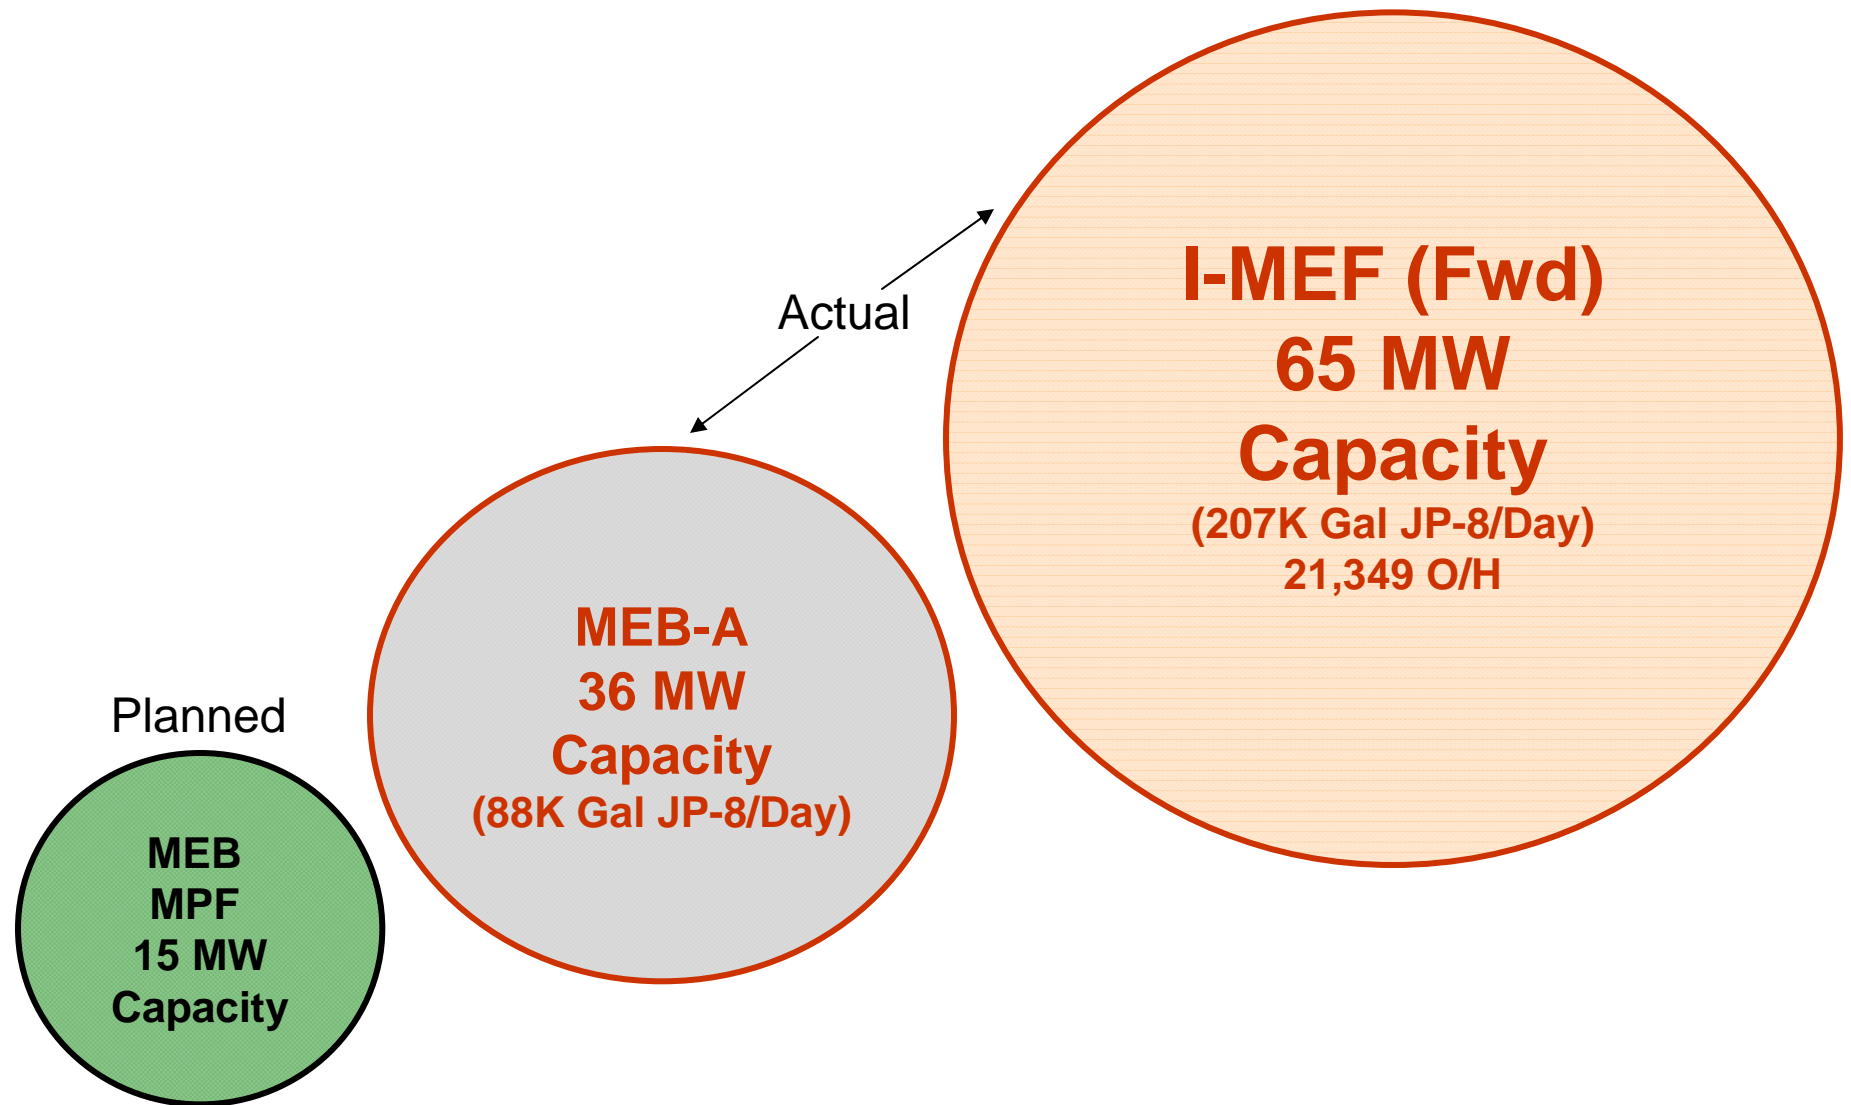 Planned
MEB
MPF
15 MW
Capacity
Actual
MEB-A
36 MW
Capacity
(88K Gal JP-8/Day)
I-MEF (Fwd)
65 MW
Capacity
(207K Gal JP-8/Day)
21,349 O/H